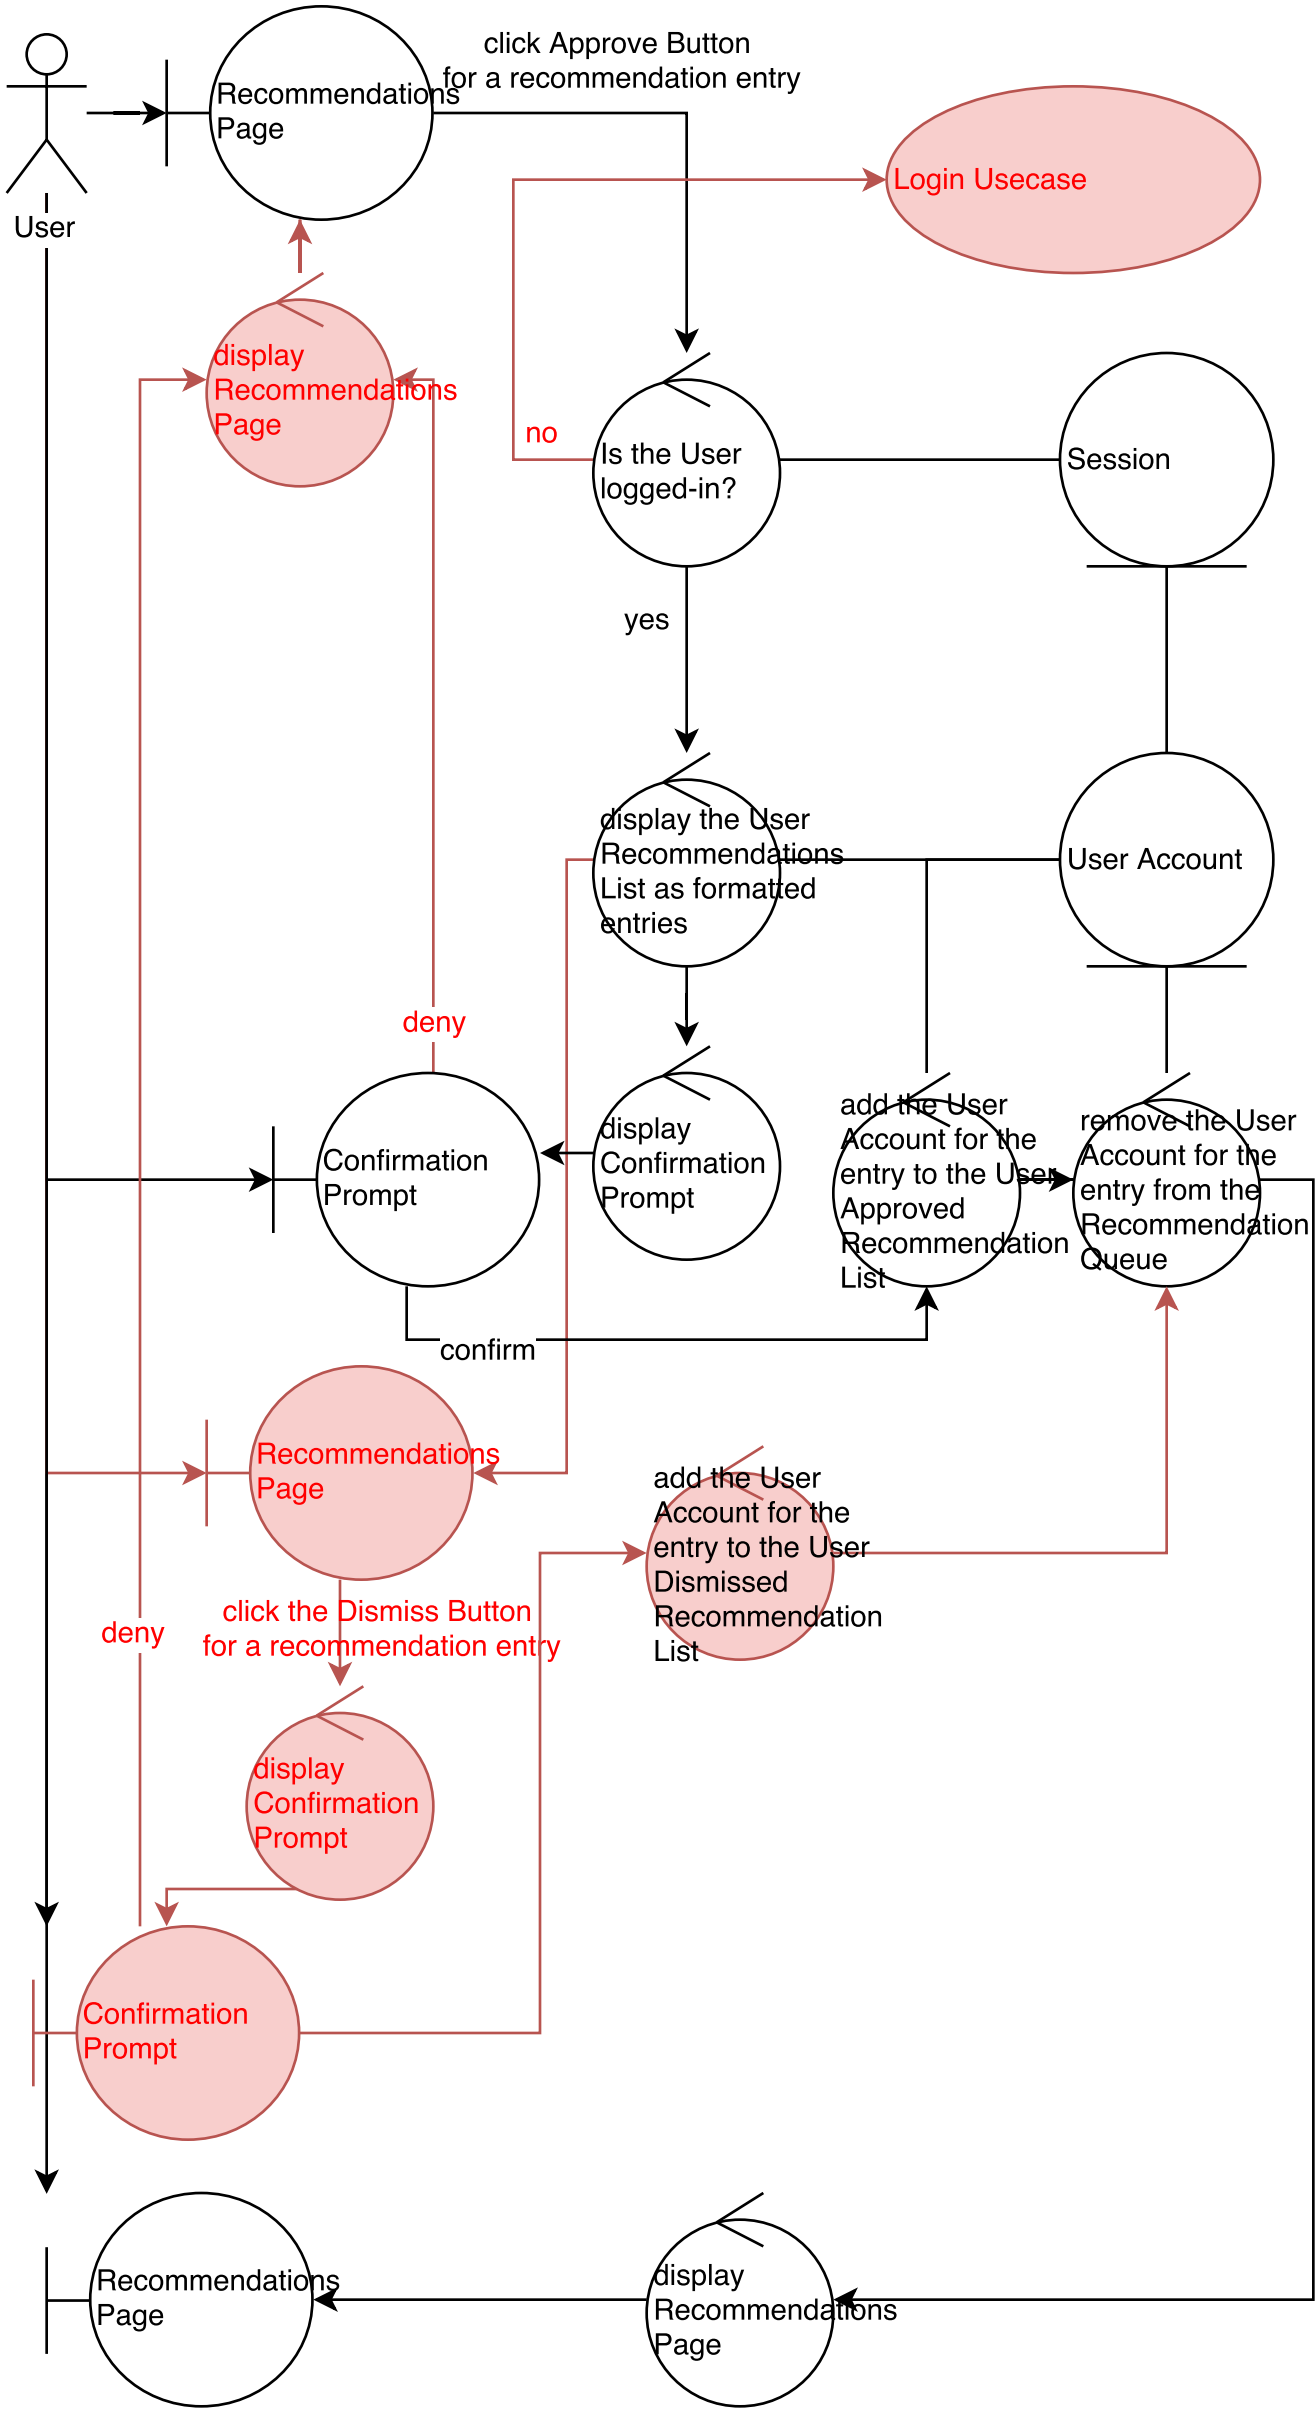 click Approve Button
for a recommendation entry
Recommendations
Page
Login Usecase
User
display
Recommendations
Page
no
Is the User
logged-in?
Session
yes
display the User
Recommendations
List as formatted
entries
User Account
deny
Confirmation
Prompt
display
Confirmation
Prompt
add the User
Account for the
entry to the User
Approved
Recommendation
List
remove the User
Account for the
entry from the
Recommendation
Queue
confirm
Recommendations
Page
add the User
Account for the
entry to the User
Dismissed
Recommendation
List
click the Dismiss Button
for a recommendation entry
deny
display
Confirmation
Prompt
Confirmation
Prompt
Recommendations
Page
display
Recommendations
Page